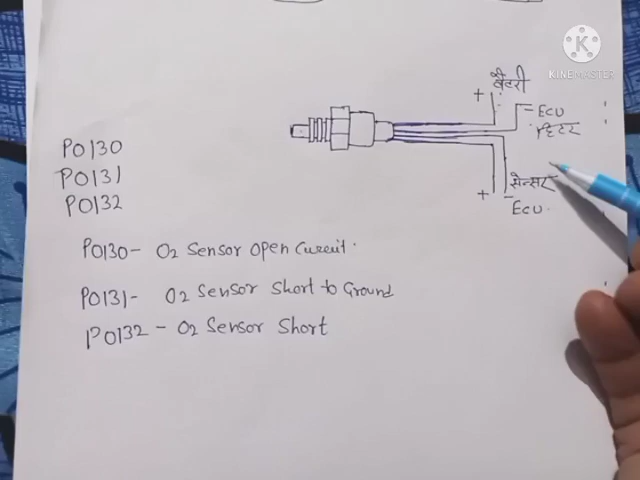 KINEMASTER
बैटरी
+
- ECU
हिटर
P0130
P0131
P0132
सेन्सर
+ -
ECU.
P0130- O2 Sensor Open Curcuit.
P0131- O2 Sensor Short to Ground
P0132 - O2 Sensor Short